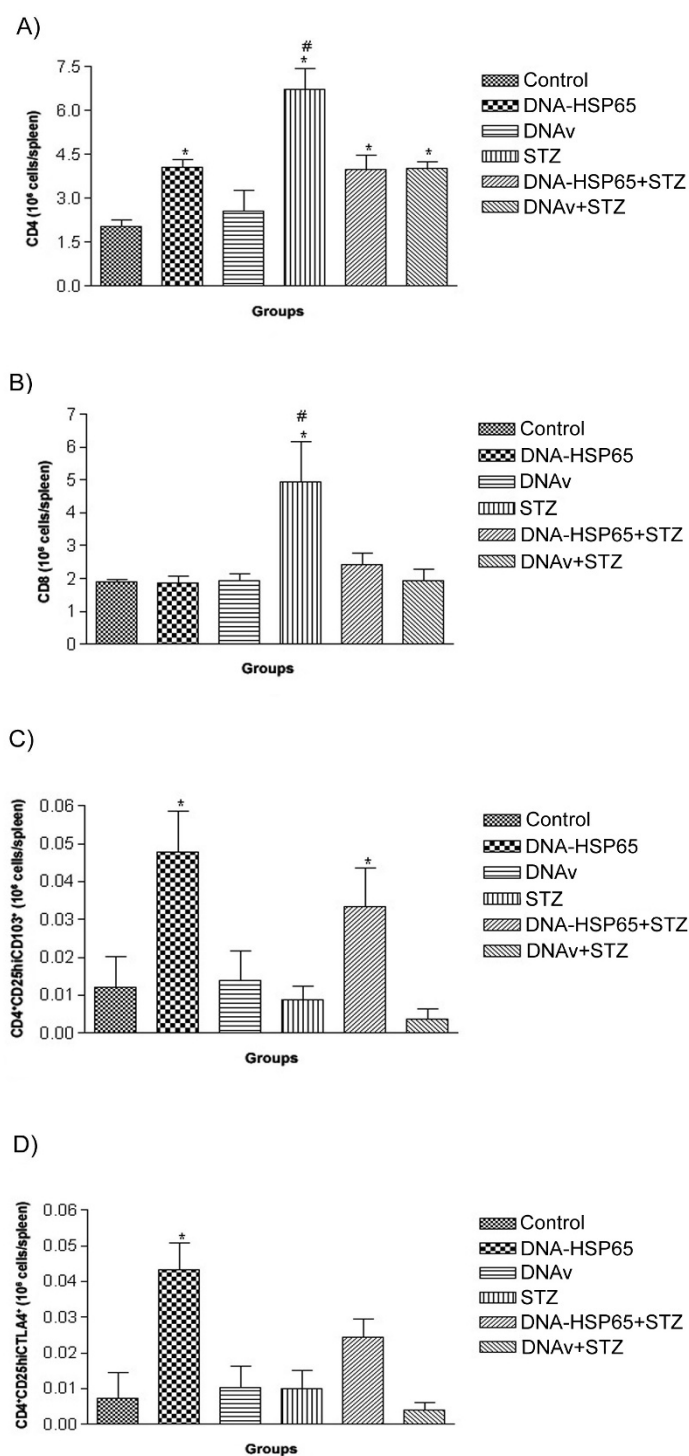 A)
7.5
6.0
4.5
3.0
1.5
0.0
CD4 (10⁶ cells/spleen)
*
#
*
*
*
Groups
Control
DNA-HSP65
DNAv
STZ
DNA-HSP65+STZ
DNAv+STZ
B)
7
6
5
4
3
2
1
0
CD8 (10⁶ cells/spleen)
#
*
Groups
Control
DNA-HSP65
DNAv
STZ
DNA-HSP65+STZ
DNAv+STZ
C)
0.06
0.05
0.04
0.03
0.02
0.01
0.00
CD4⁺CD25hiCD103⁺ (10⁶ cells/spleen)
*
*
Groups
Control
DNA-HSP65
DNAv
STZ
DNA-HSP65+STZ
DNAv+STZ
D)
0.06
0.05
0.04
0.03
0.02
0.01
0.00
CD4⁺CD25hiCTLA4⁺ (10⁶ cells/spleen)
*
Groups
Control
DNA-HSP65
DNAv
STZ
DNA-HSP65+STZ
DNAv+STZ